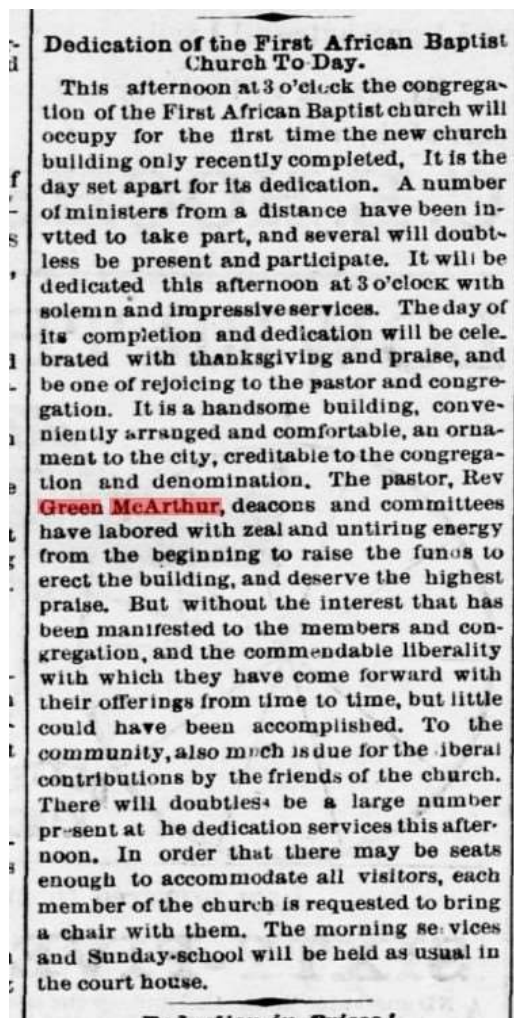 Dedication of the First African Baptist
Church To Day.
This afternoon at 3 o'clock the congrega-
tion of the First African Baptist church will
occupy for the first time the new church
building only recently completed, It is the
day set apart for its dedication. A number
of ministers from a distance have been in-
vtted to take part, and several will doubt-
less be present and participate. It will be
dedicated this afternoon at 3 o'clock with
solemn and impressive services. The day of
its completion and dedication will be cele-
brated with thanksgiving and praise, and
be one of rejoicing to the pastor and congre-
gation. It is a handsome building, conve-
niently arranged and comfortable, an orna-
ment to the city, creditable to the congrega-
tion and denomination. The pastor, Rev
Green McArthur, deacons and committees
have labored with zeal and untiring energy
from the beginning to raise the funds to
erect the building, and deserve the highest
praise. But without the interest that has
been manifested to the members and con-
gregation, and the commendable liberality
with which they have come forward with
their offerings from time to time, but little
could have been accomplished. To the
community, also much is due for the iberal
contributions by the friends of the church.
There will doubtless be a large number
present at he dedication services this after-
noon. In order that there may be seats
enough to accommodate all visitors, each
member of the church is requested to bring
a chair with them. The morning se vices
and Sunday-school will be held as usual in
the court house.